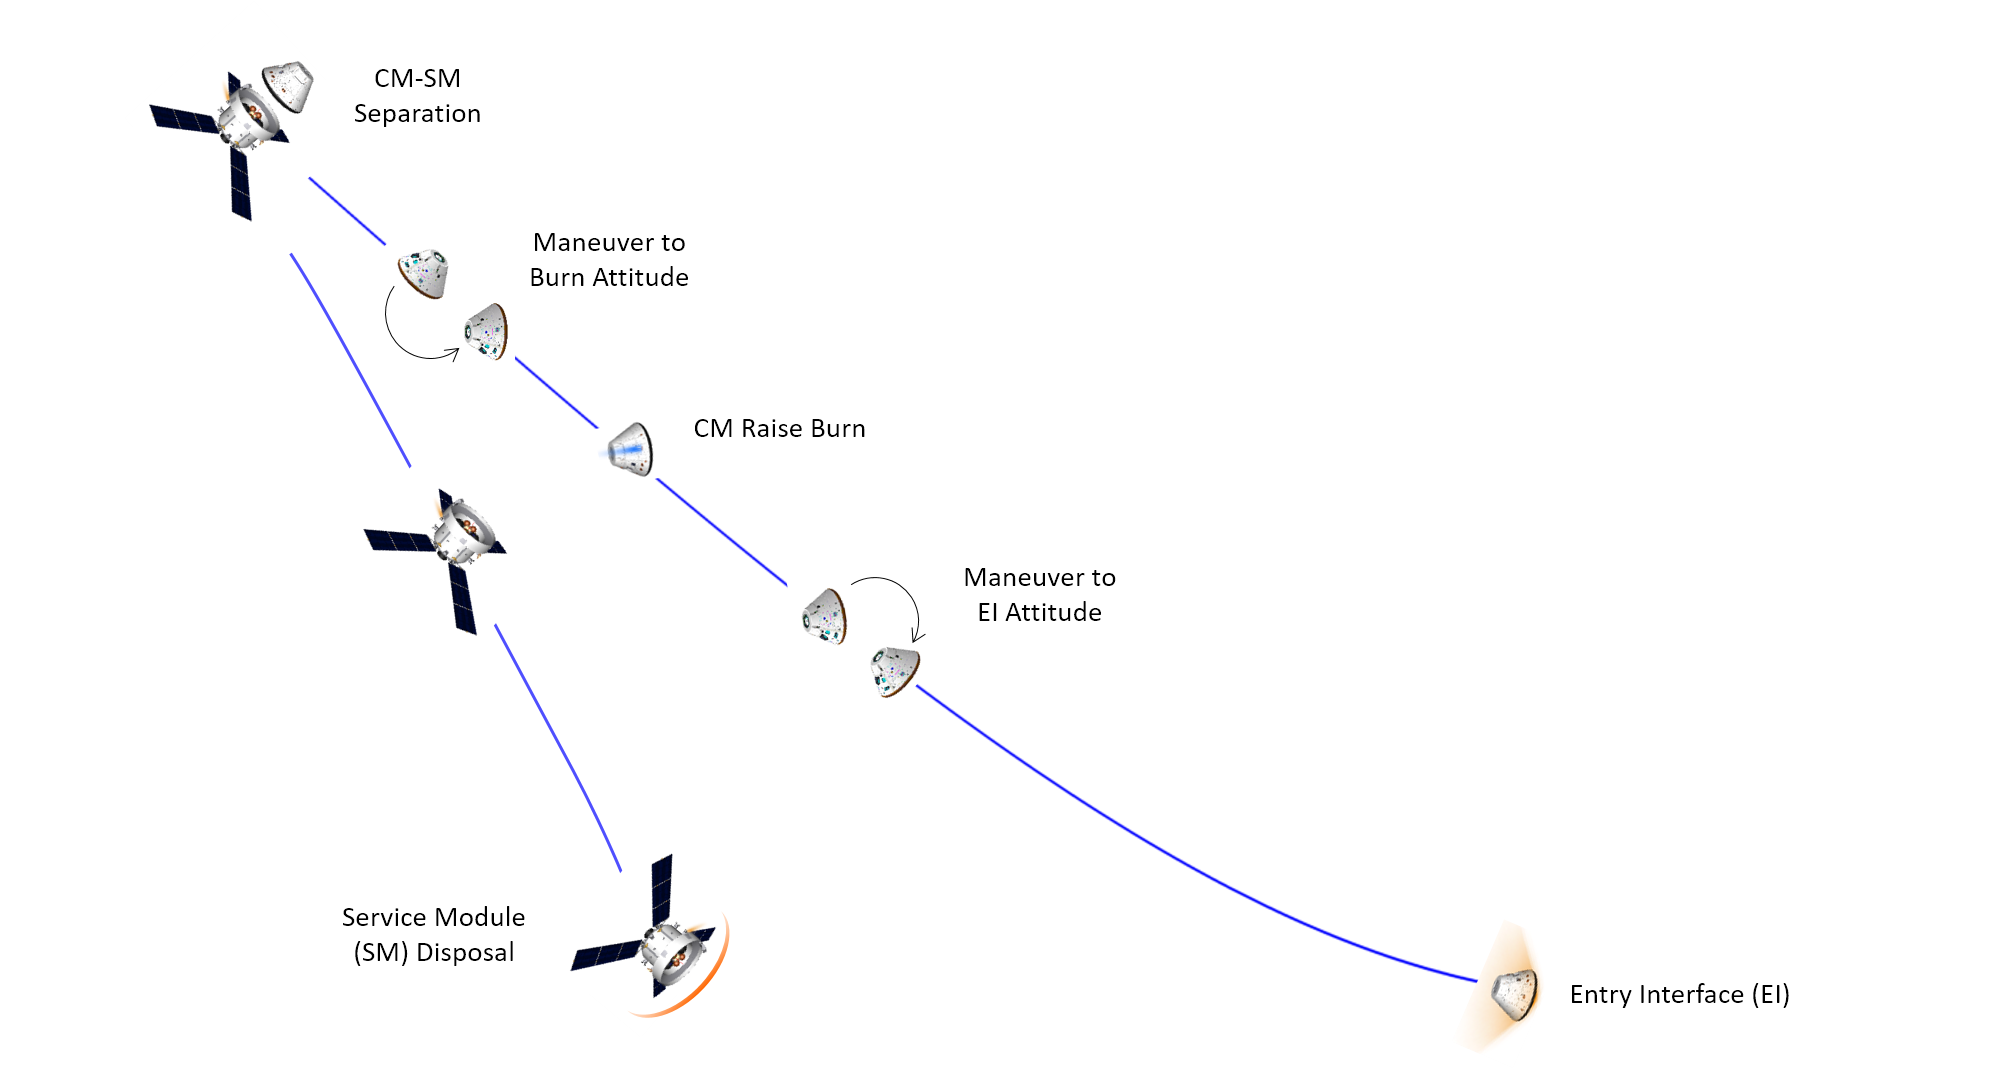 CM-SM
Separation
Maneuver to
Burn Attitude
CM Raise Burn
Maneuver to
EI Attitude
Service Module
(SM) Disposal
Entry Interface (EI)